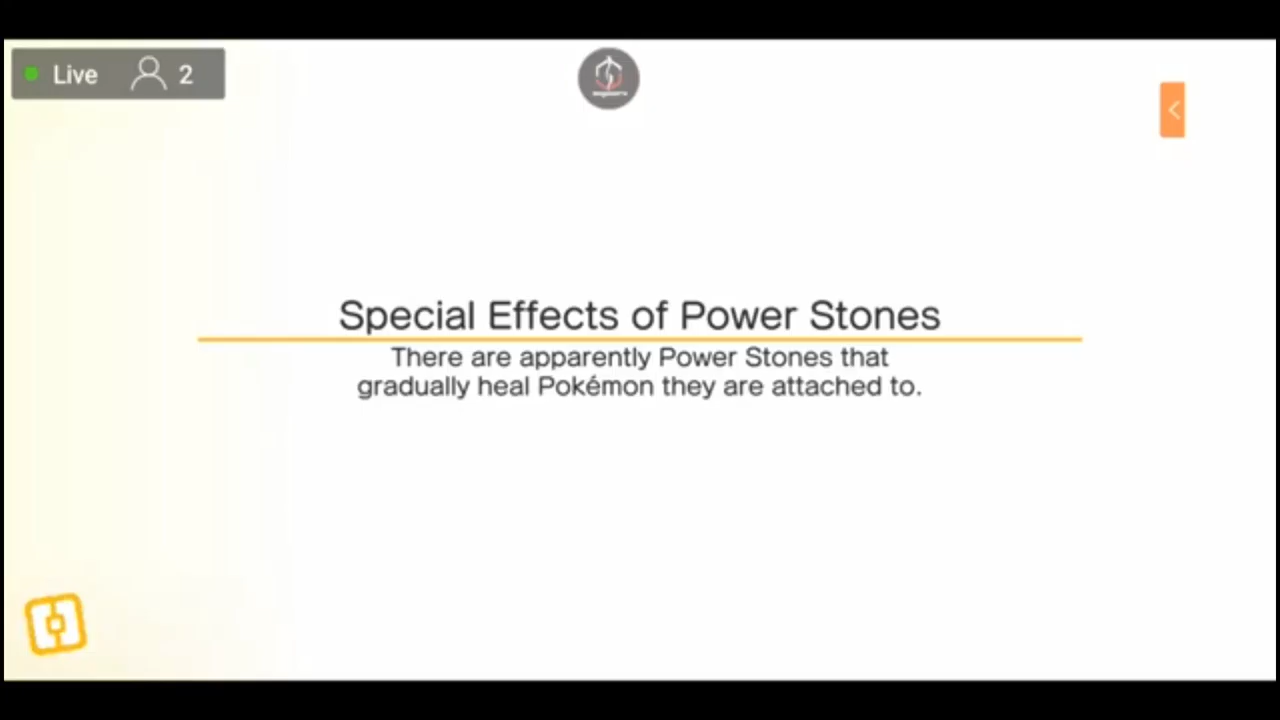 Live 2
Special Effects of Power Stones
There are apparently Power Stones that
gradually heal Pokémon they are attached to.